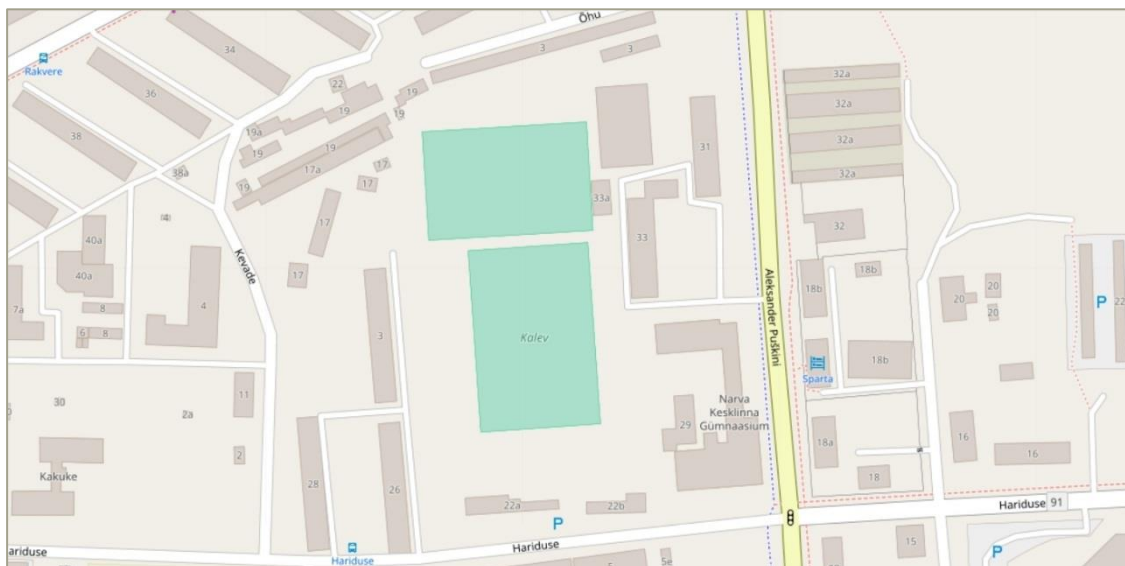 Õhu
3
3
34
22
Rakvere
36
19
19
19
19a
38
19
19
17a
17
38a
19
17
33a
31
33
32a
32a
32a
32a
32
4
17
40a
40a
17
Kevade
4
8
6
8
7a
3
Kalev
Aleksander Puškini
18b
18b
20
20
20
P
22
18b
Sparta
Narva
Kesklinna
Gümnaasium
29
30
2a
11
2
Kakuke
28
26
22a
22b
P
18a
18
16
16
Hariduse
91
Hariduse
ariduse
Hariduse
15
P